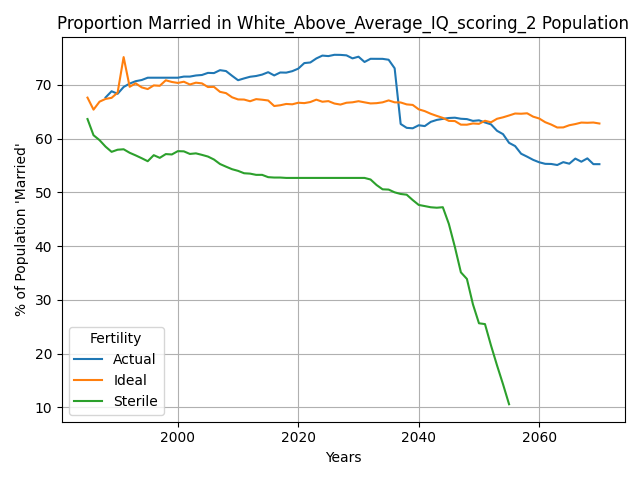 Proportion Married in White_Above_Average_IQ_scoring_2 Population
% of Population 'Married'
70
60
50
40
30
20
10
Fertility
Actual
Ideal
Sterile
2000 2020 2040 2060
Years